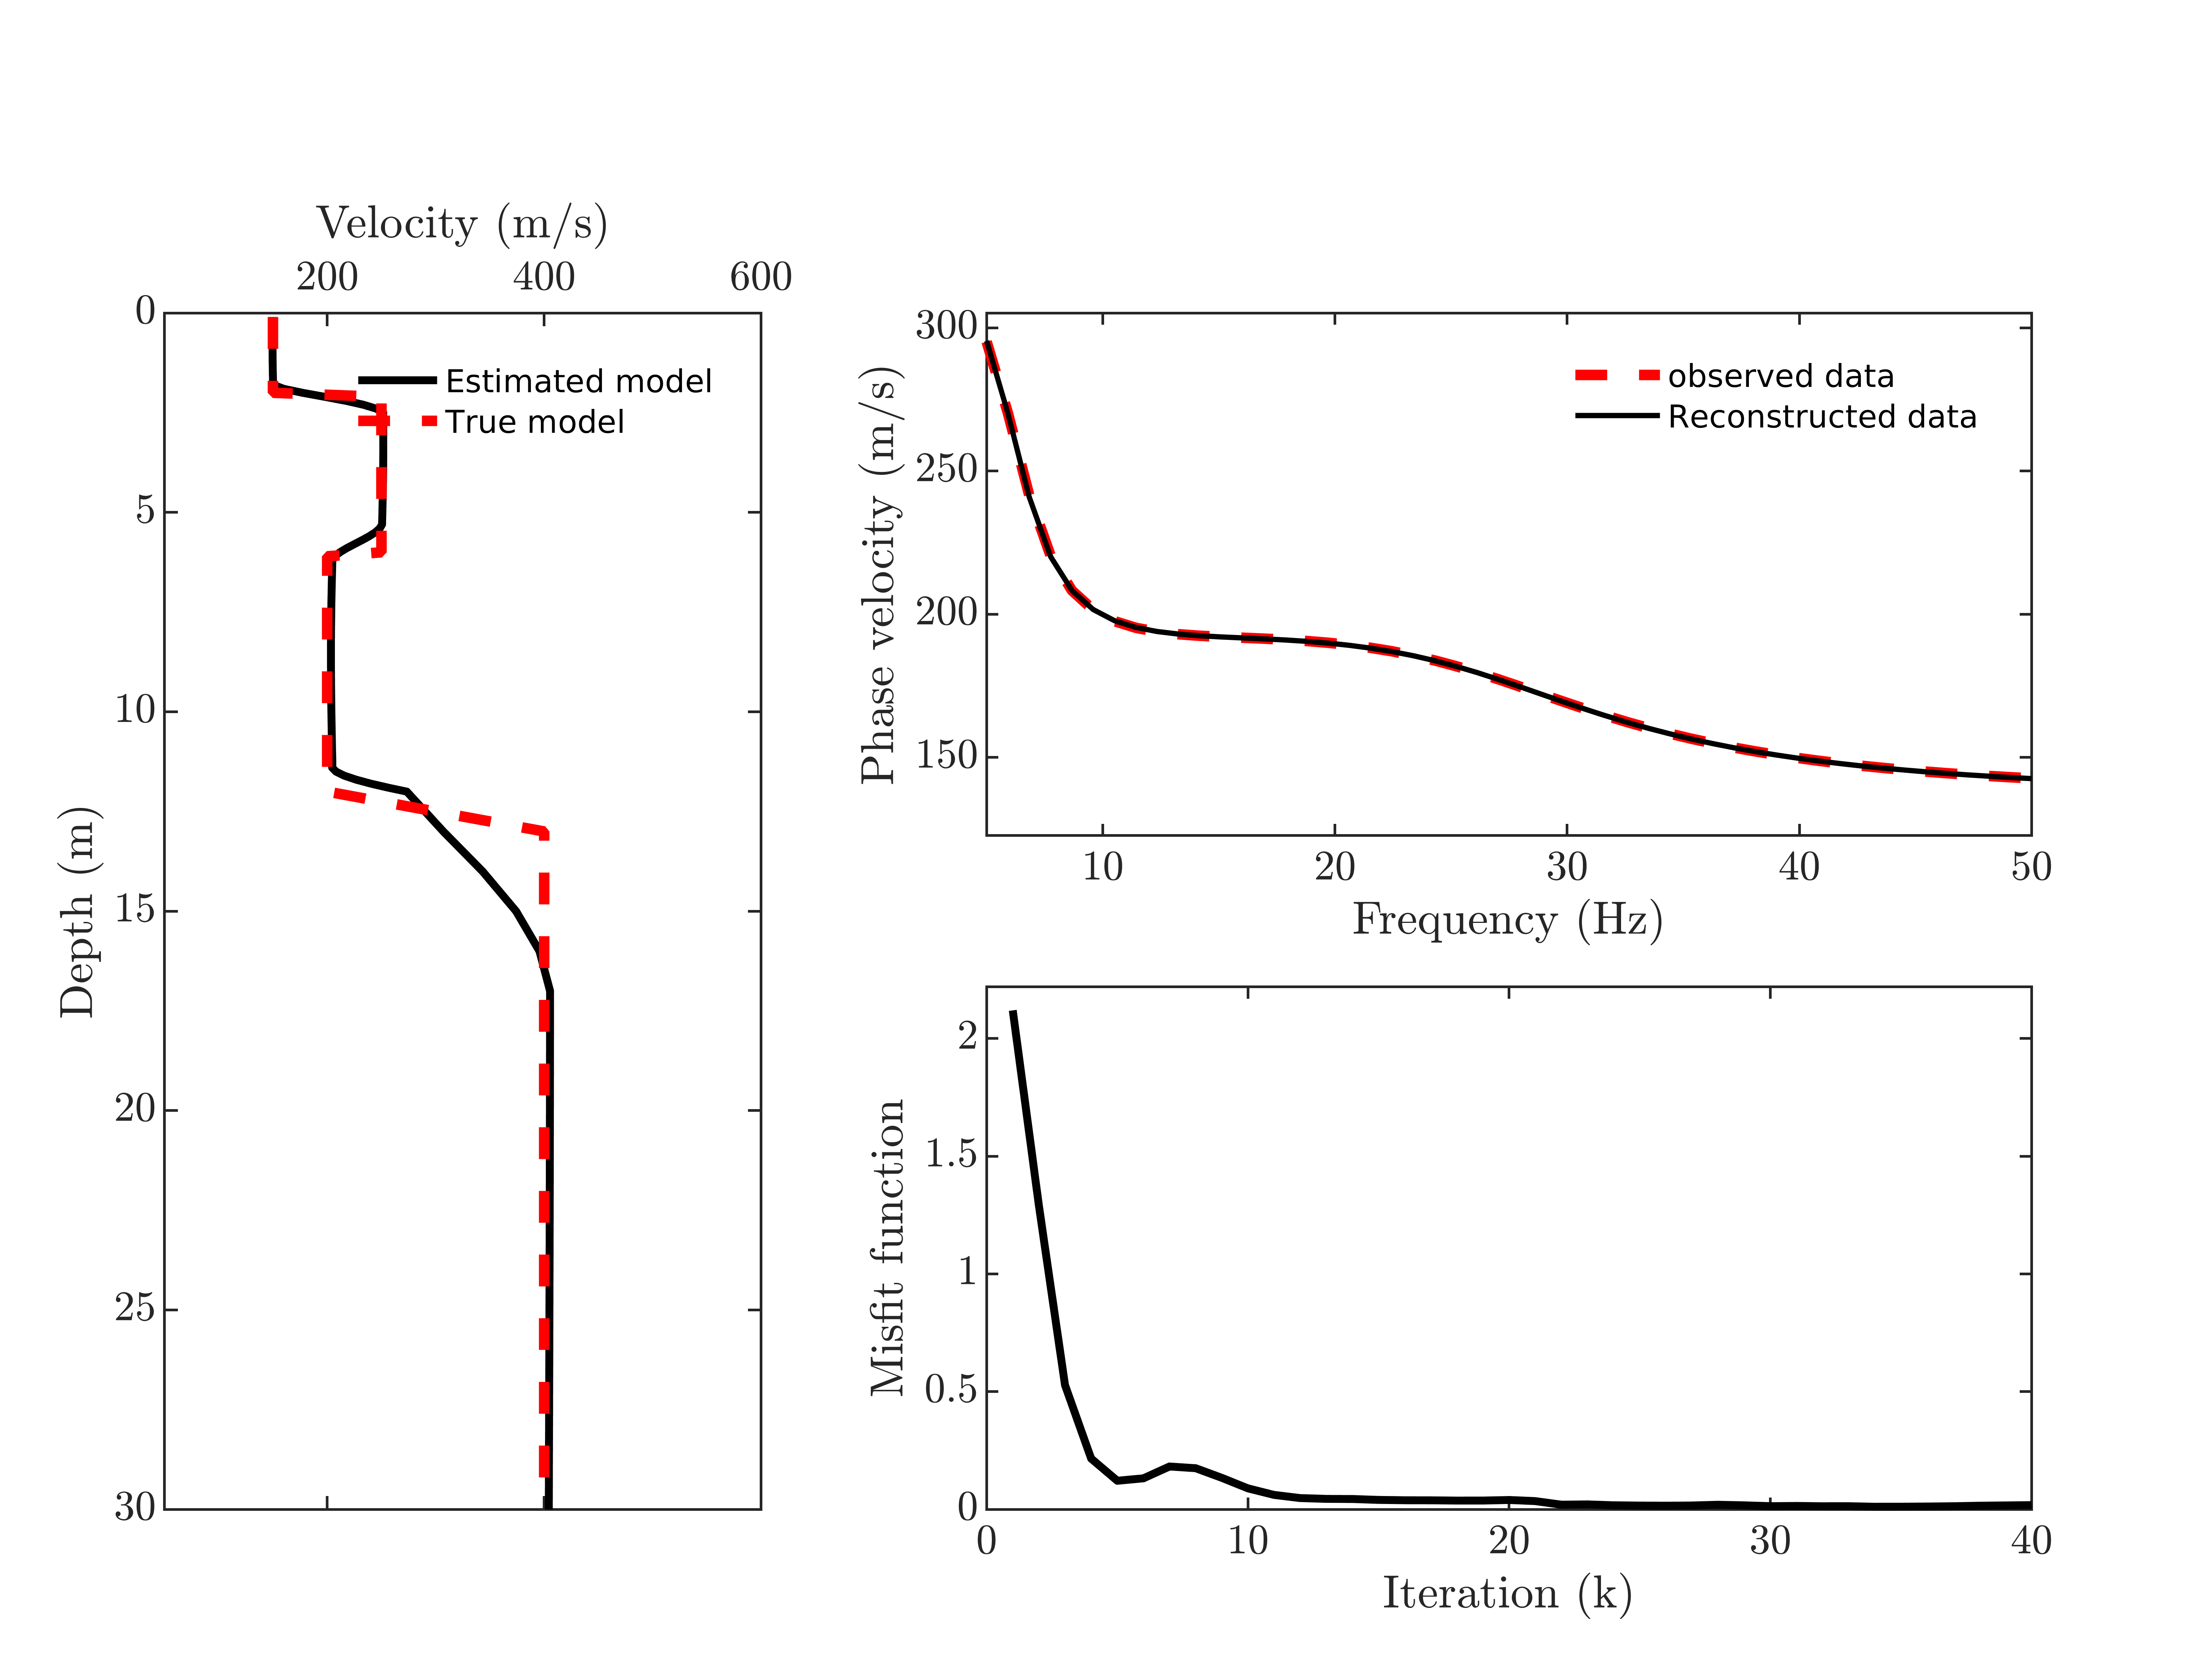 Velocity (m/s)
200 400 600
0
5
10
15
20
25
30
Depth (m)
Estimated model
True model
300
250
200
150
Phase velocity (m/s)
observed data
Reconstructed data
10 20 30 40 50
Frequency (Hz)
2
1.5
1
0.5
0
Misfit function
0 10 20 30 40
Iteration (k)